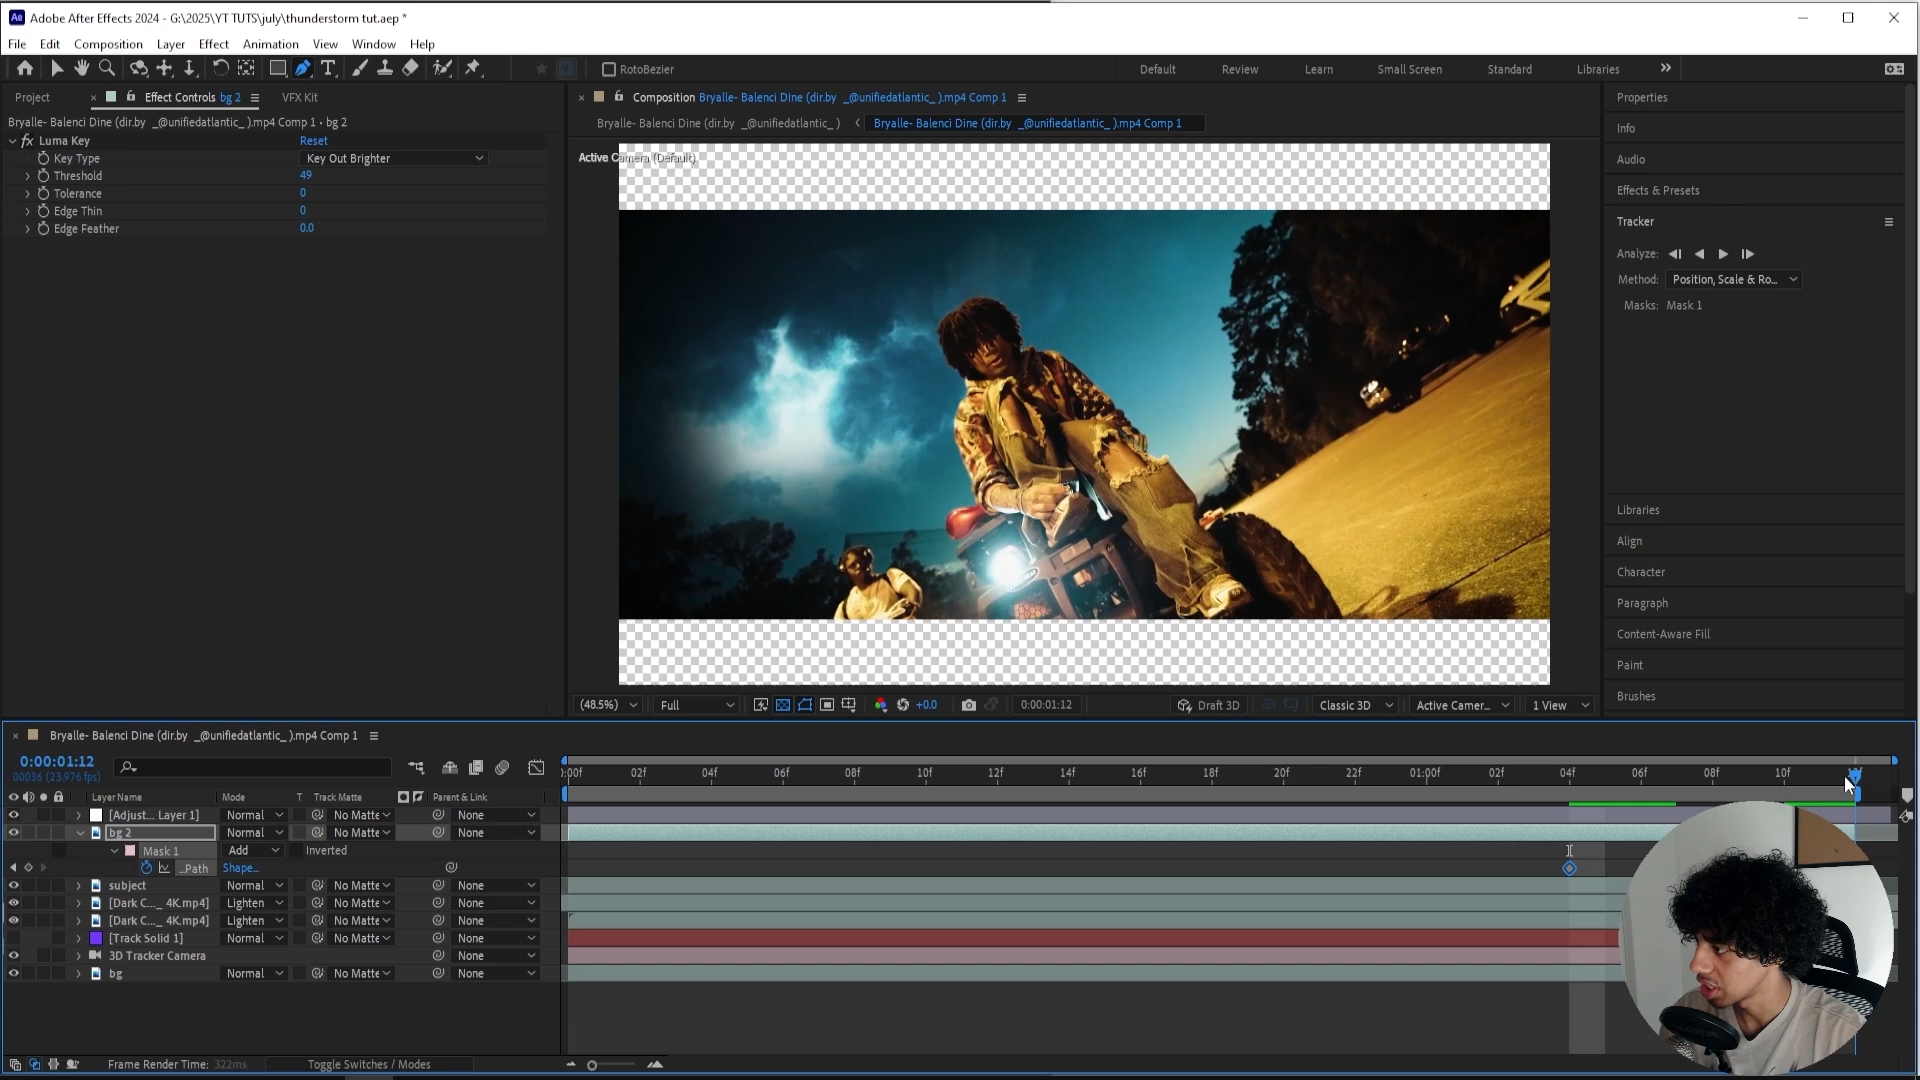 Adobe After Effects 2024 - G:\2025\YT TUTS\july\thunderstorm tut.aep *
File Edit Composition Layer Effect Animation View Window Help
RotoBezier Default Review Learn Small Screen Standard Libraries
Project Effect Controls bg 2 VFX Kit
Bryalle- Balenci Dine (dir.by _@unifiedatlantic_ ).mp4 Comp 1 • bg 2
fx Luma Key Reset
Key Type Key Out Brighter
Threshold 49
Tolerance 0
Edge Thin 0
Edge Feather 0.0
Composition Bryalle- Balenci Dine (dir.by _@unifiedatlantic_ ).mp4 Comp 1
Bryalle- Balenci Dine (dir.by _@unifiedatlantic_ ) Bryalle- Balenci Dine (dir.by _@unifiedatlantic_ ).mp4 Comp 1
Active Camera (Default)
(48.5%) Full +0.0 0:00:01:12 Draft 3D Classic 3D Active Camer... 1 View
Properties
Info
Audio
Effects & Presets
Tracker
Analyze:
Method: Position, Scale & Ro...
Masks: Mask 1
Libraries
Align
Character
Paragraph
Content-Aware Fill
Paint
Brushes
Bryalle- Balenci Dine (dir.by _@unifiedatlantic_ ).mp4 Comp 1
0:00:01:12
00036 (23.976 fps)
:00f 02f 04f 06f 08f 10f 12f 14f 16f 18f 20f 22f 01:00f 02f 04f 06f 08f 10f
Layer Name Mode T Track Matte Parent & Link
[Adjust... Layer 1] Normal No Matte None
bg 2 Normal No Matte None
Mask 1 Add Inverted
...Path Shape...
subject Normal No Matte None
[Dark C..._ 4K.mp4] Lighten No Matte None
[Dark C..._ 4K.mp4] Lighten No Matte None
[Track Solid 1] Normal No Matte None
3D Tracker Camera None
bg Normal No Matte None
Frame Render Time: 322ms Toggle Switches / Modes